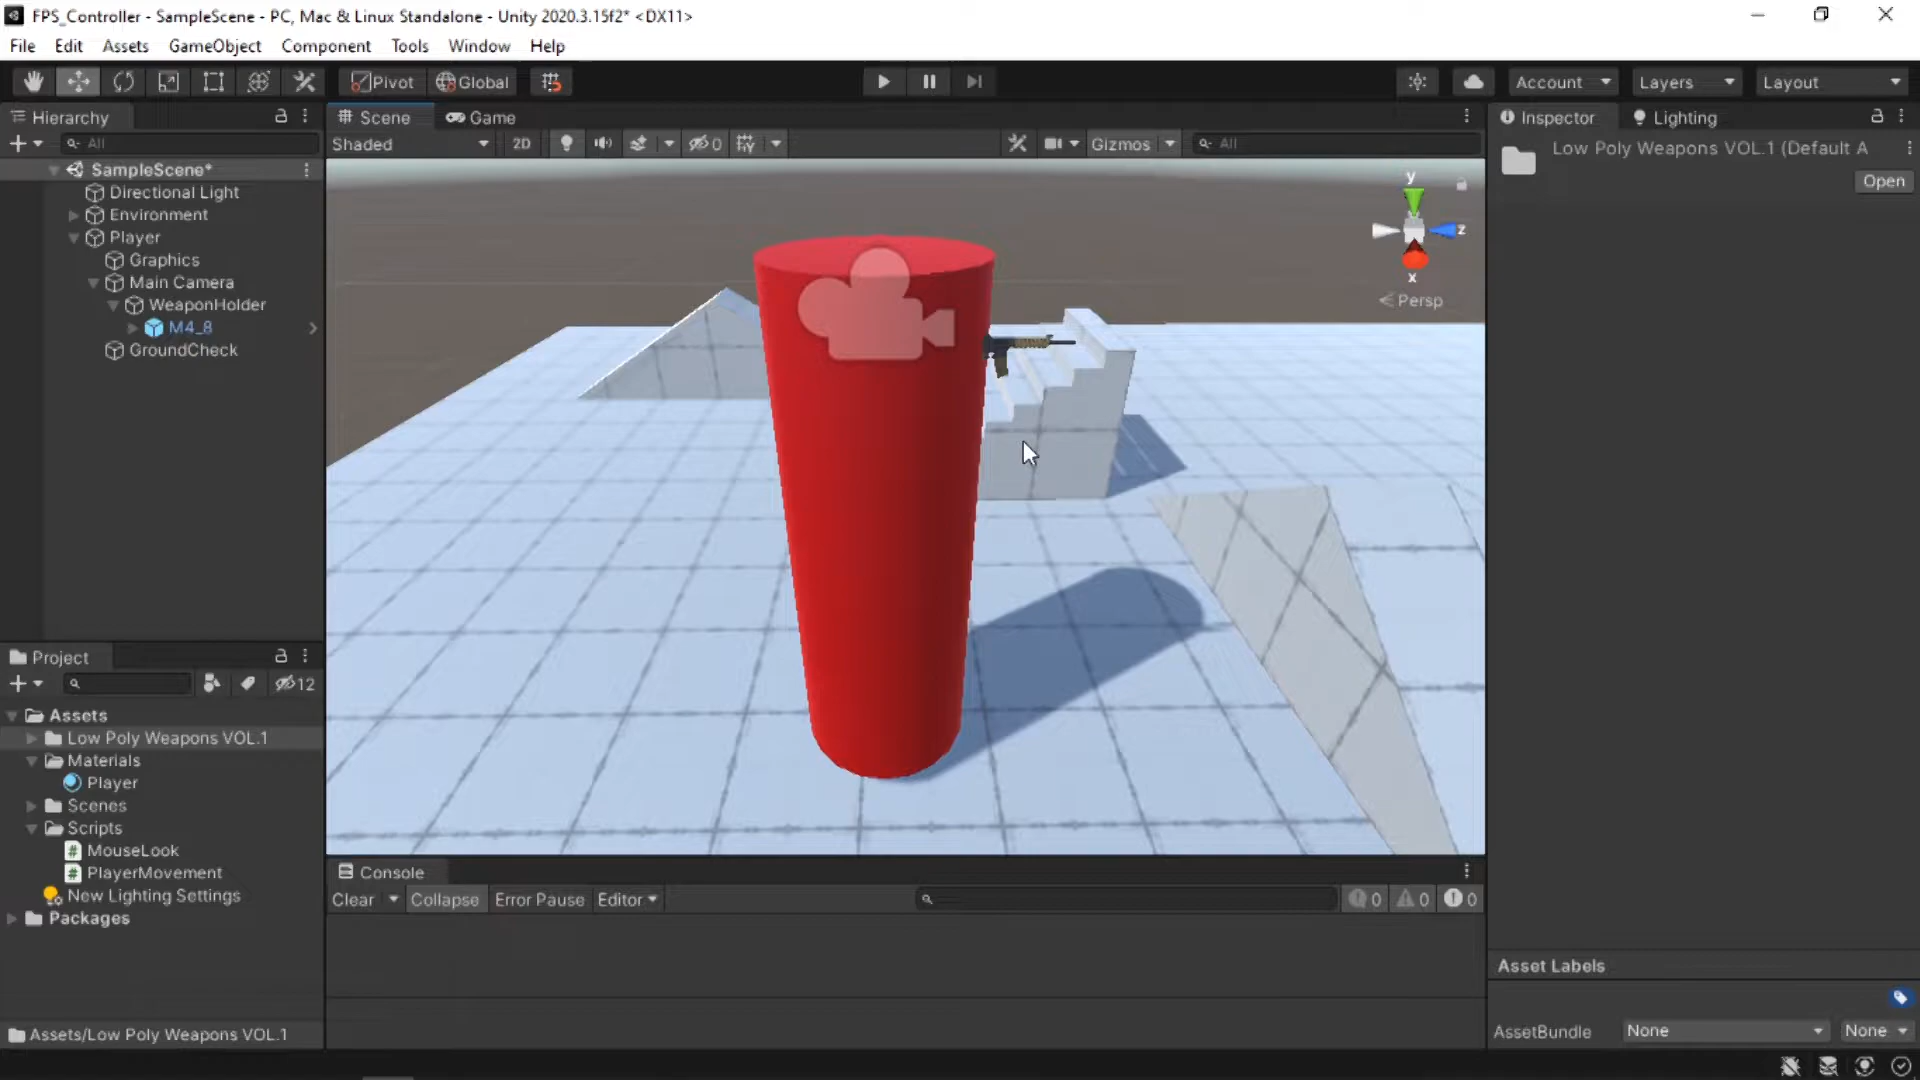 FPS_Controller - SampleScene - PC, Mac & Linux Standalone - Unity 2020.3.15f2* <DX11>
File Edit Assets GameObject Component Tools Window Help
Pivot Global Account Layers Layout
Hierarchy
All
SampleScene*
Directional Light
Environment
Player
Graphics
Main Camera
WeaponHolder
M4_8
GroundCheck
Scene Game
Shaded 2D 0 Gizmos All
y
z
x
Persp
Inspector Lighting
Low Poly Weapons VOL.1 (Default A
Open
Project
12
Assets
Low Poly Weapons VOL.1
Materials
Player
Scenes
Scripts
MouseLook
PlayerMovement
New Lighting Settings
Packages
Assets/Low Poly Weapons VOL.1
Console
Clear Collapse Error Pause Editor 0 0 0
Asset Labels
AssetBundle None None